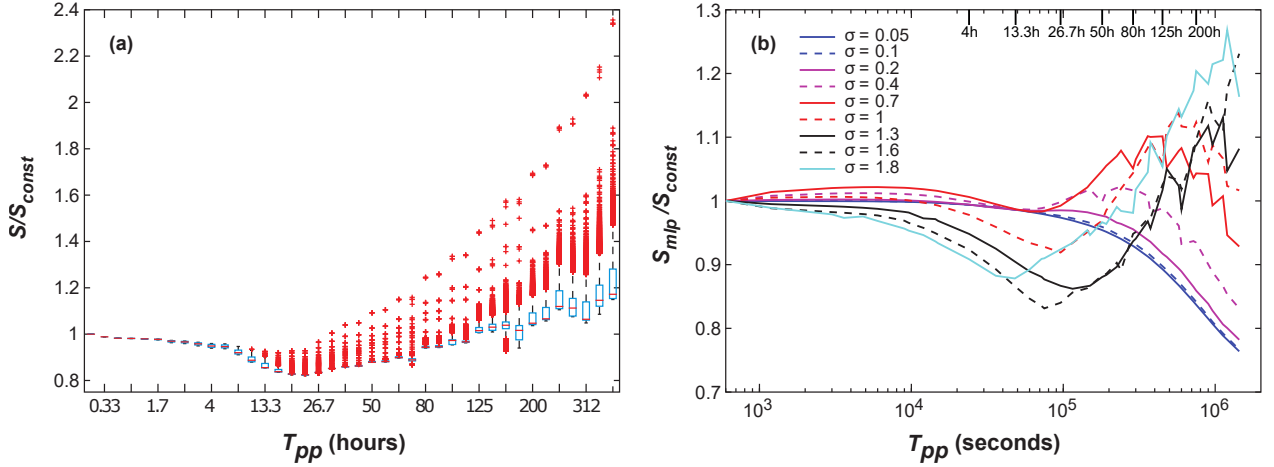 (a)
S/S_const
2.4
2.2
2
1.8
1.6
1.4
1.2
1
0.8
0.33 1.7 4 13.3 26.7 50 80 125 200 312
T_pp (hours)
(b)
S_mlp/S_const
1.3
1.2
1.1
1
0.9
0.8
0.7
4h 13.3h 26.7h 50h 80h 125h 200h
σ = 0.05
σ = 0.1
σ = 0.2
σ = 0.4
σ = 0.7
σ = 1
σ = 1.3
σ = 1.6
σ = 1.8
10^3 10^4 10^5 10^6
T_pp (seconds)